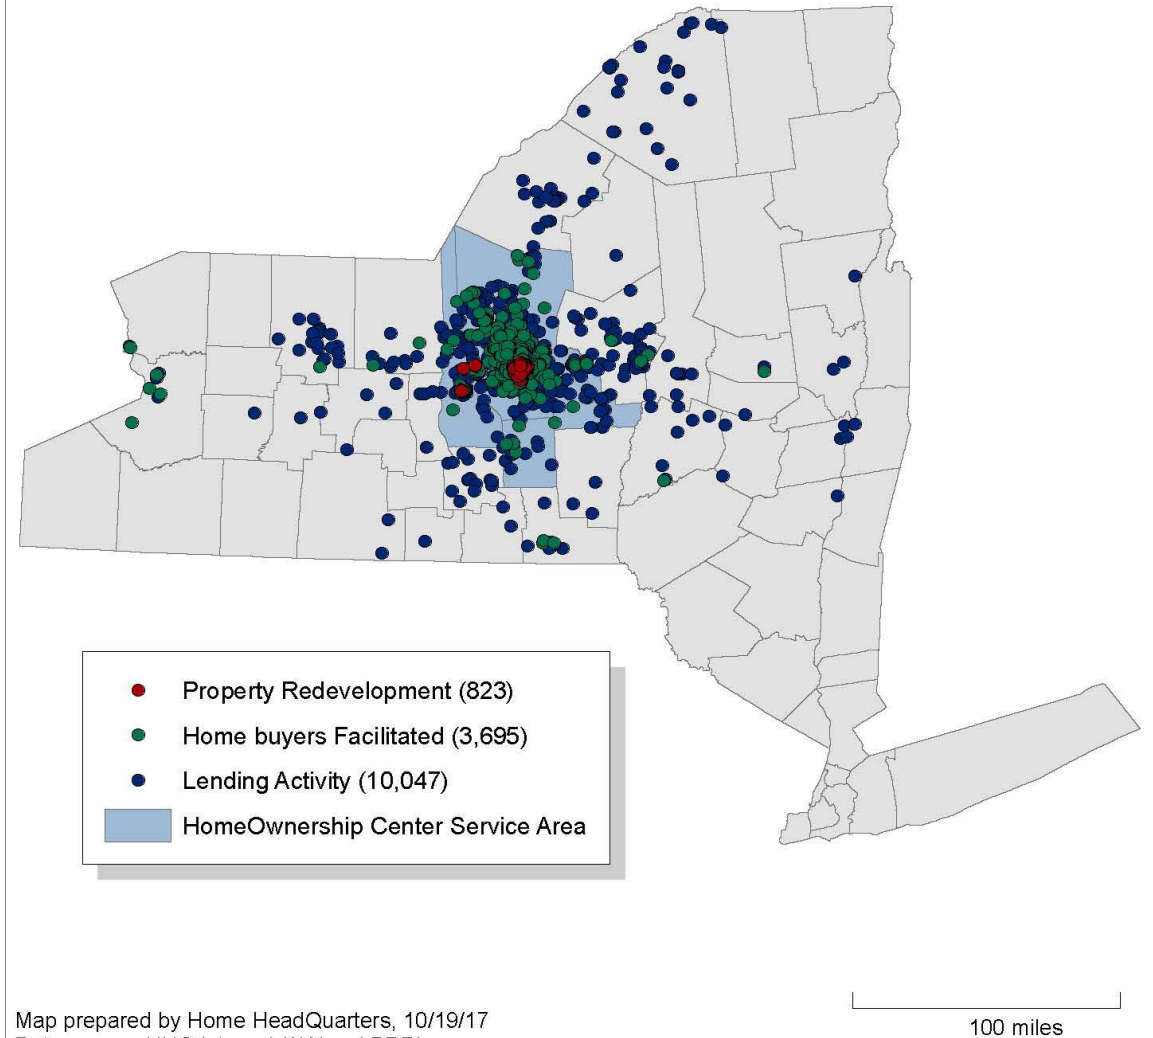 Property Redevelopment (823)
Home buyers Facilitated (3,695)
Lending Activity (10,047)
HomeOwnership Center Service Area
Map prepared by Home HeadQuarters, 10/19/17
100 miles